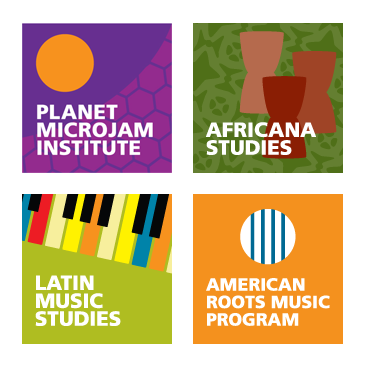 PLANET
MICROJAM
INSTITUTE
AFRICANA
STUDIES
LATIN
MUSIC
STUDIES
AMERICAN
ROOTS MUSIC
PROGRAM